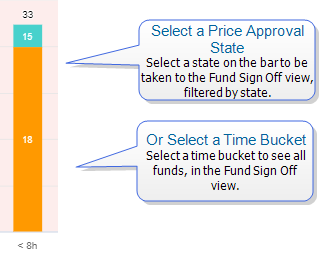 33
15
18
< 8h
Select a Price Approval
State
Select a state on the bar to be
taken to the Fund Sign Off view,
filtered by state.
Or Select a Time Bucket
Select a time bucket to see all
funds, in the Fund Sign Off
view.